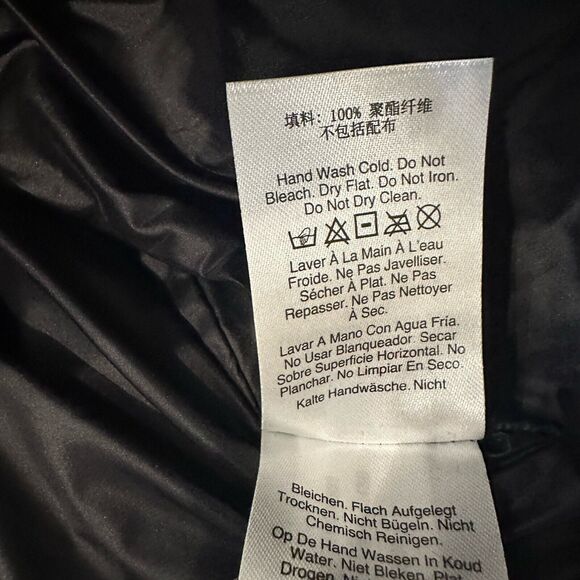 填料: 100% 聚酯纤维
不包括配布
Hand Wash Cold. Do Not
Bleach. Dry Flat. Do Not Iron.
Do Not Dry Clean.
Laver À La Main À L'eau
Froide. Ne Pas Javelliser.
Sécher À Plat. Ne Pas
Repasser. Ne Pas Nettoyer
À Sec.
Lavar A Mano Con Agua Fría.
No Usar Blanqueador. Secar
Sobre Superficie Horizontal. No
Planchar. No Limpiar En Seco.
Kalte Handwäsche. Nicht
Bleichen. Flach Aufgelegt
Trocknen. Nicht Bügeln. Nicht
Chemisch Reinigen.
Op De Hand Wassen In Koud
Water. Niet Bleken.
Drogen.